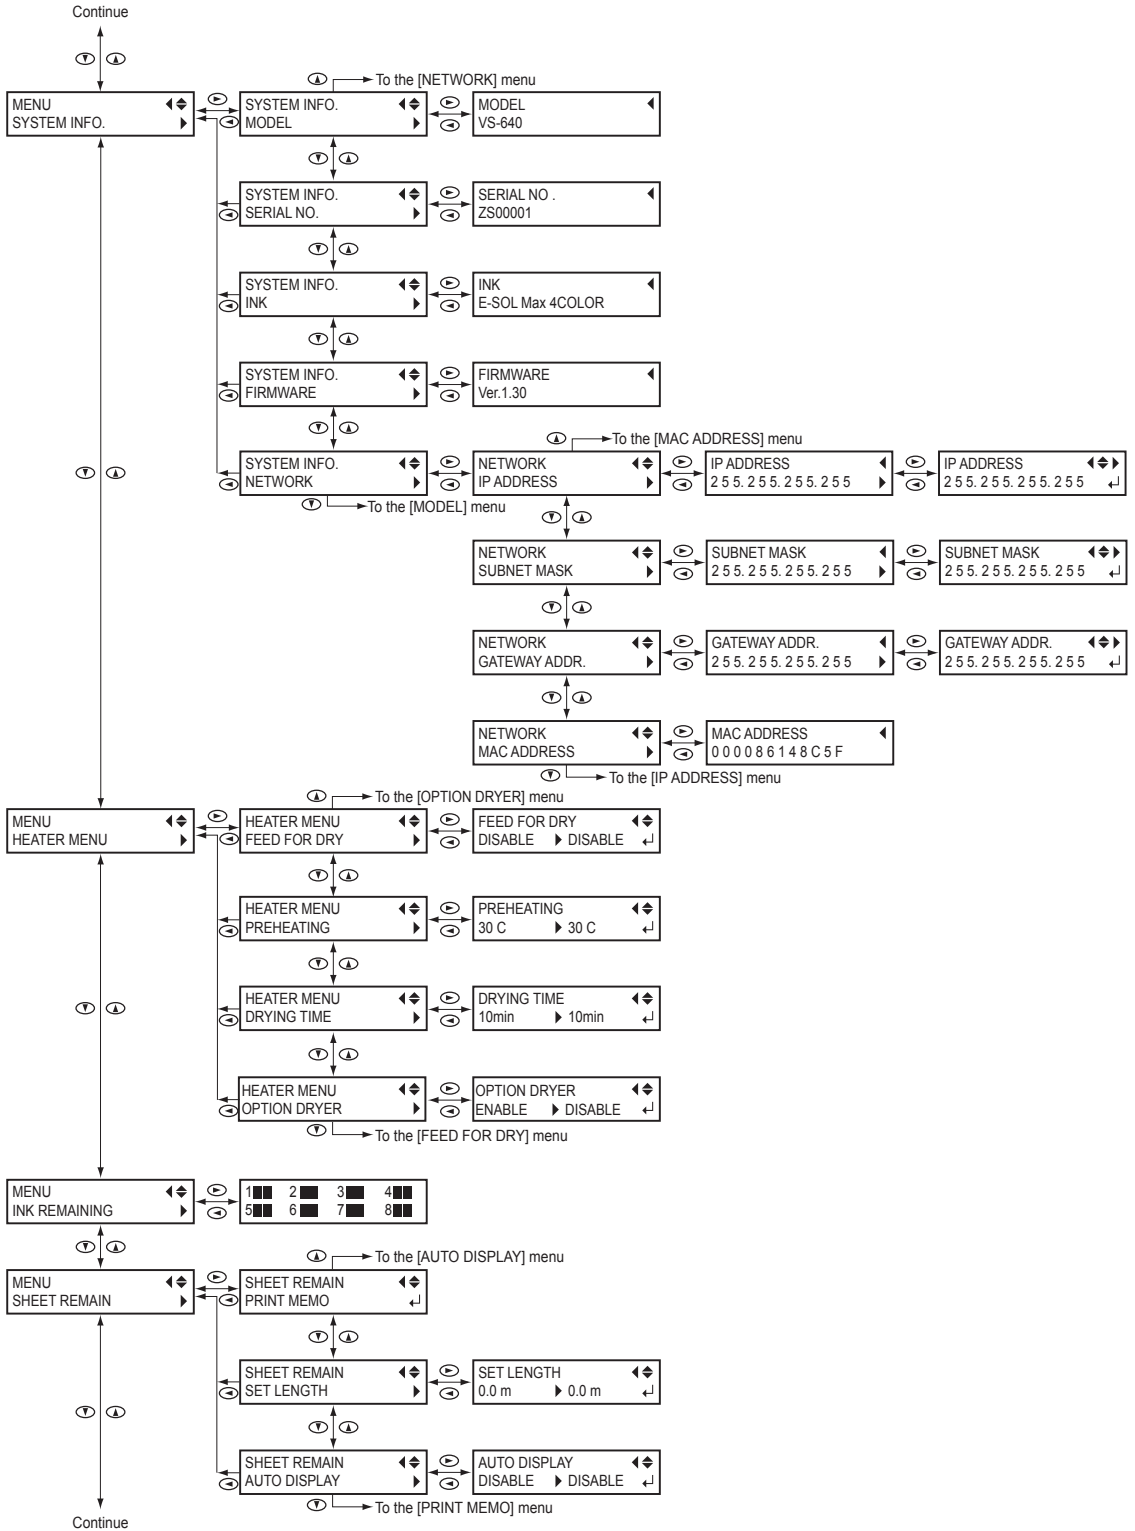 Continue
To the [NETWORK] menu
MENU
SYSTEM INFO.
SYSTEM INFO.
MODEL
MODEL
VS-640
SYSTEM INFO.
SERIAL NO.
SERIAL NO .
ZS00001
SYSTEM INFO.
INK
INK
E-SOL Max 4COLOR
SYSTEM INFO.
FIRMWARE
FIRMWARE
Ver.1.30
To the [MAC ADDRESS] menu
SYSTEM INFO.
NETWORK
NETWORK
IP ADDRESS
IP ADDRESS
2 5 5. 2 5 5. 2 5 5. 2 5 5
IP ADDRESS
2 5 5. 2 5 5. 2 5 5. 2 5 5
To the [MODEL] menu
NETWORK
SUBNET MASK
SUBNET MASK
2 5 5. 2 5 5. 2 5 5. 2 5 5
SUBNET MASK
2 5 5. 2 5 5. 2 5 5. 2 5 5
NETWORK
GATEWAY ADDR.
GATEWAY ADDR.
2 5 5. 2 5 5. 2 5 5. 2 5 5
GATEWAY ADDR.
2 5 5. 2 5 5. 2 5 5. 2 5 5
NETWORK
MAC ADDRESS
MAC ADDRESS
0 0 0 0 8 6 1 4 8 C 5 F
To the [IP ADDRESS] menu
To the [OPTION DRYER] menu
MENU
HEATER MENU
HEATER MENU
FEED FOR DRY
FEED FOR DRY
DISABLE DISABLE
HEATER MENU
PREHEATING
PREHEATING
30 C 30 C
HEATER MENU
DRYING TIME
DRYING TIME
10min 10min
HEATER MENU
OPTION DRYER
OPTION DRYER
ENABLE DISABLE
To the [FEED FOR DRY] menu
MENU
INK REMAINING
1 2 3 4
5 6 7 8
To the [AUTO DISPLAY] menu
MENU
SHEET REMAIN
SHEET REMAIN
PRINT MEMO
SHEET REMAIN
SET LENGTH
SET LENGTH
0.0 m 0.0 m
SHEET REMAIN
AUTO DISPLAY
AUTO DISPLAY
DISABLE DISABLE
To the [PRINT MEMO] menu
Continue